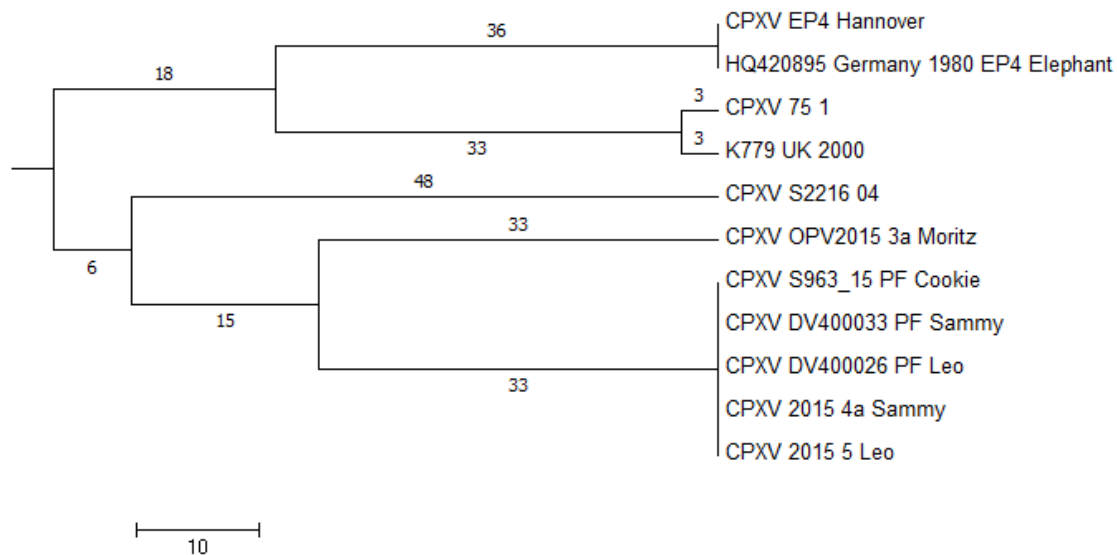 CPXV EP4 Hannover
36
HQ420895 Germany 1980 EP4 Elephant
18
3
CPXV 75 1
3
33
K779 UK 2000
48
CPXV S2216 04
33
CPXV OPV2015 3a Moritz
6
CPXV S963_15 PF Cookie
15
CPXV DV400033 PF Sammy
CPXV DV400026 PF Leo
33
CPXV 2015 4a Sammy
CPXV 2015 5 Leo
10